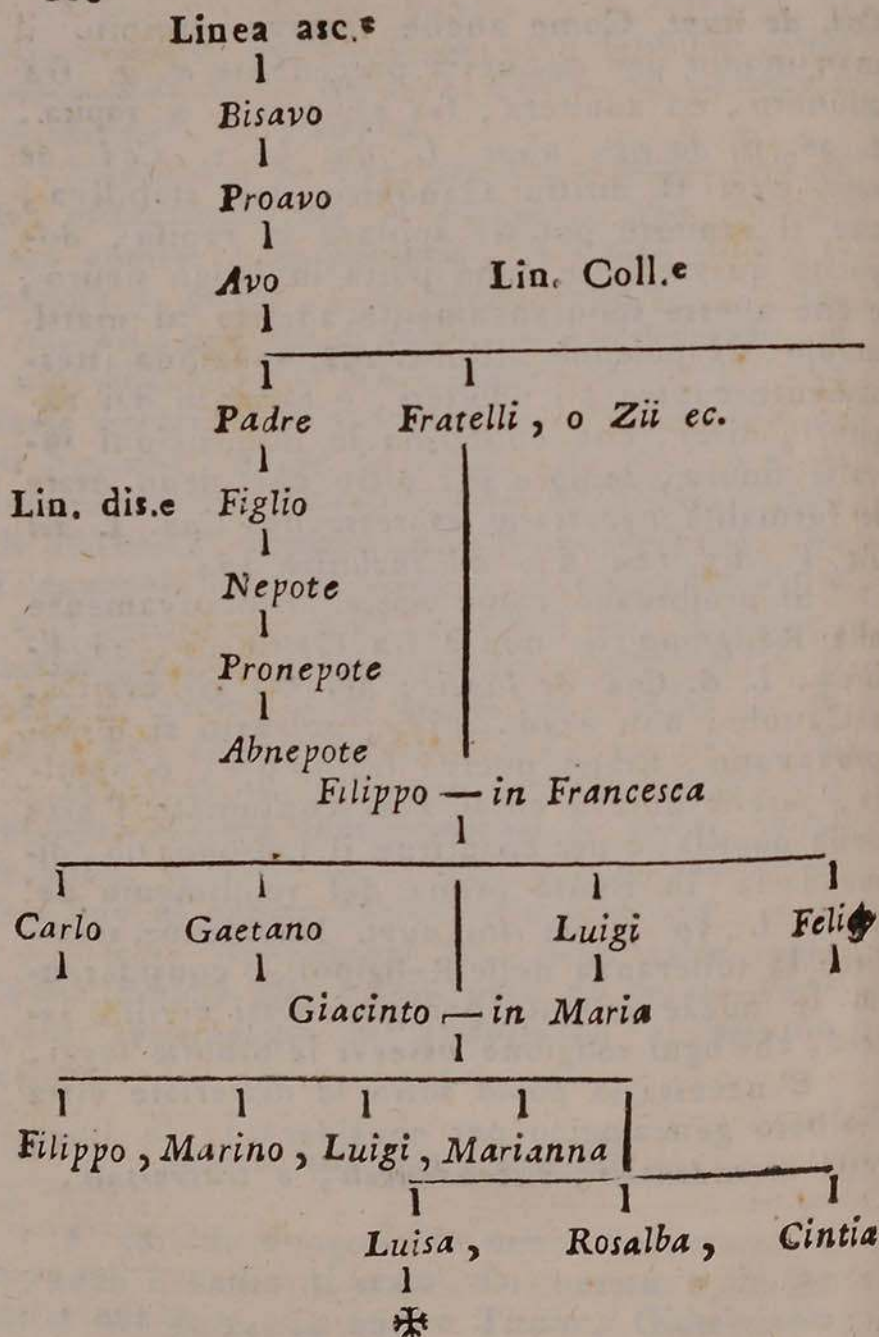 Linea asc.e
Bisavo
Proavo
Avo Lin. Coll.e
Padre Fratelli, o Zii ec.
Lin. dis.e Figlio
Nepote
Pronepote
Abnepote
Filippo — in Francesca
Carlo Gaetano Luigi
Giacinto — in Maria
Filippo, Marino, Luigi, Marianna
Luisa, Rosalba, Cintia